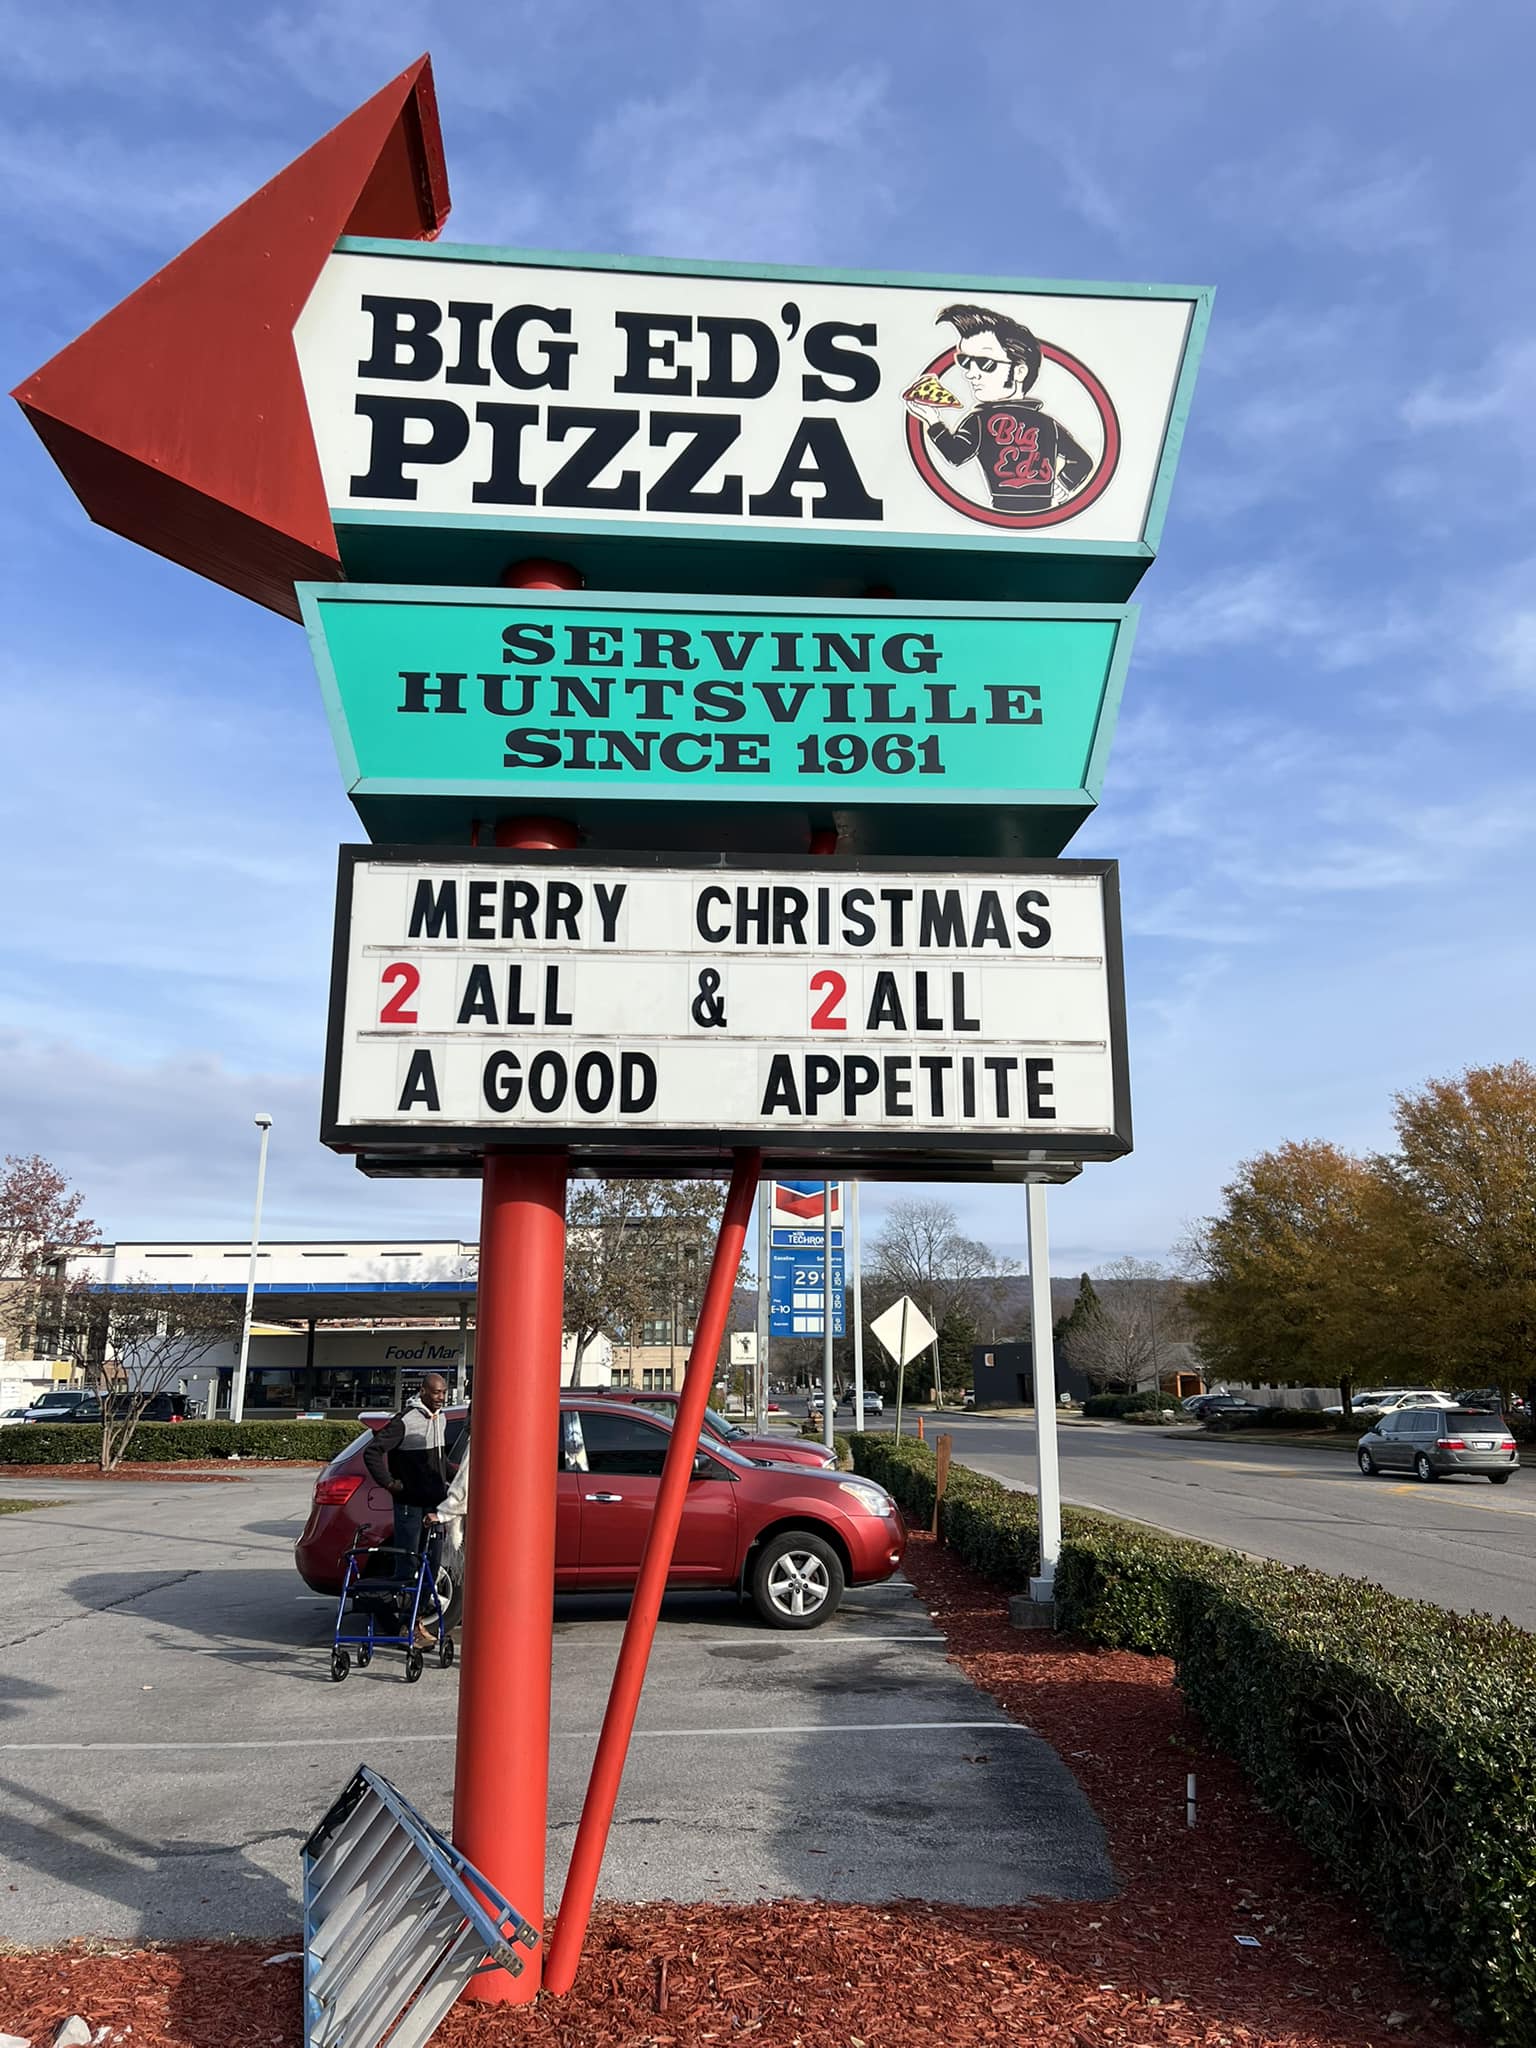 BIG ED'S
PIZZA
Big
Ed's
SERVING
HUNTSVILLE
SINCE 1961
MERRY CHRISTMAS
2 ALL & 2 ALL
A GOOD APPETITE
TECHRON
29
E-10
Food Mar